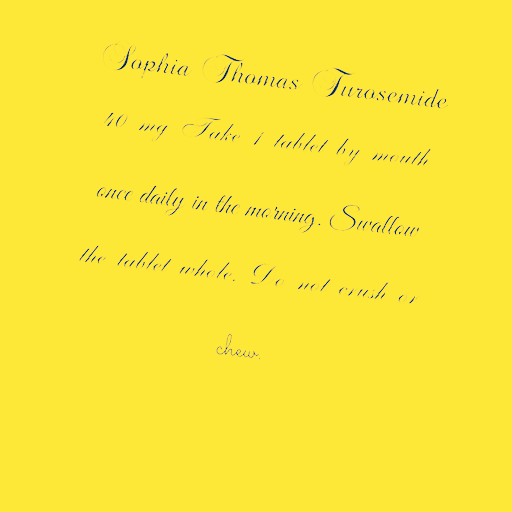 Sophia Thomas Furosemide
40 mg Take 1 tablet by mouth
once daily in the morning. Swallow
the tablet whole. Do not crush or
chew.